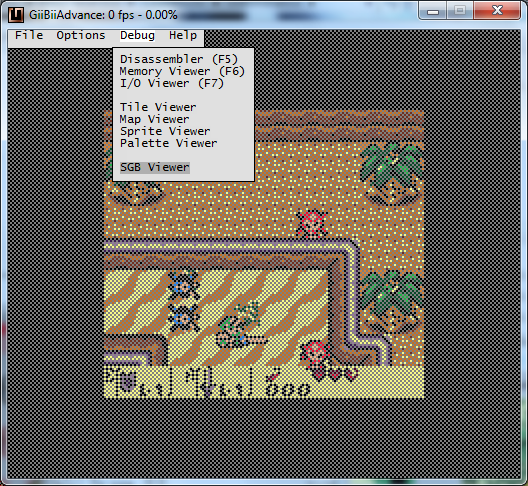 GiiBiiAdvance: 0 fps - 0.00%
File Options Debug Help
Disassembler (F5)
Memory Viewer (F6)
I/O Viewer (F7)
Tile Viewer
Map Viewer
Sprite Viewer
Palette Viewer
SGB Viewer
000